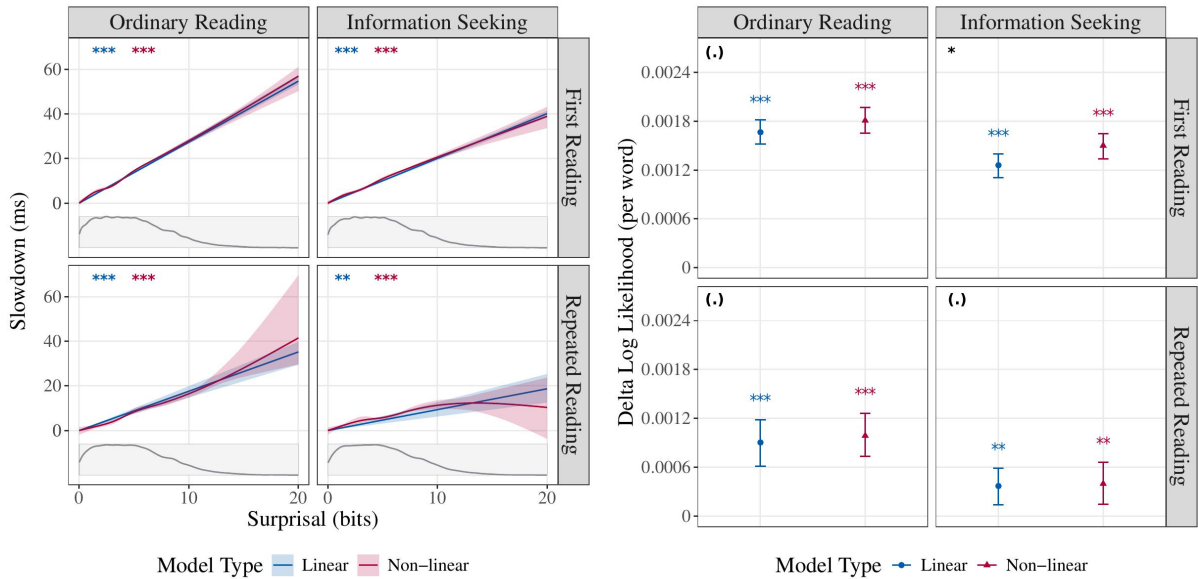 Ordinary Reading
Information Seeking
*** ***
*** ***
60
40
20
0
First Reading
*** ***
** ***
60
40
20
0
Repeated Reading
Slowdown (ms)
0 10 20
0 10 20
Surprisal (bits)
Model Type Linear Non−linear
Ordinary Reading
Information Seeking
(.)
*
0.0024
0.0018
0.0012
0.0006
0
*** ***
*** ***
First Reading
(.)
(.)
0.0024
0.0018
0.0012
0.0006
0
*** ***
** **
Repeated Reading
Delta Log Likelihood (per word)
Model Type Linear Non−linear